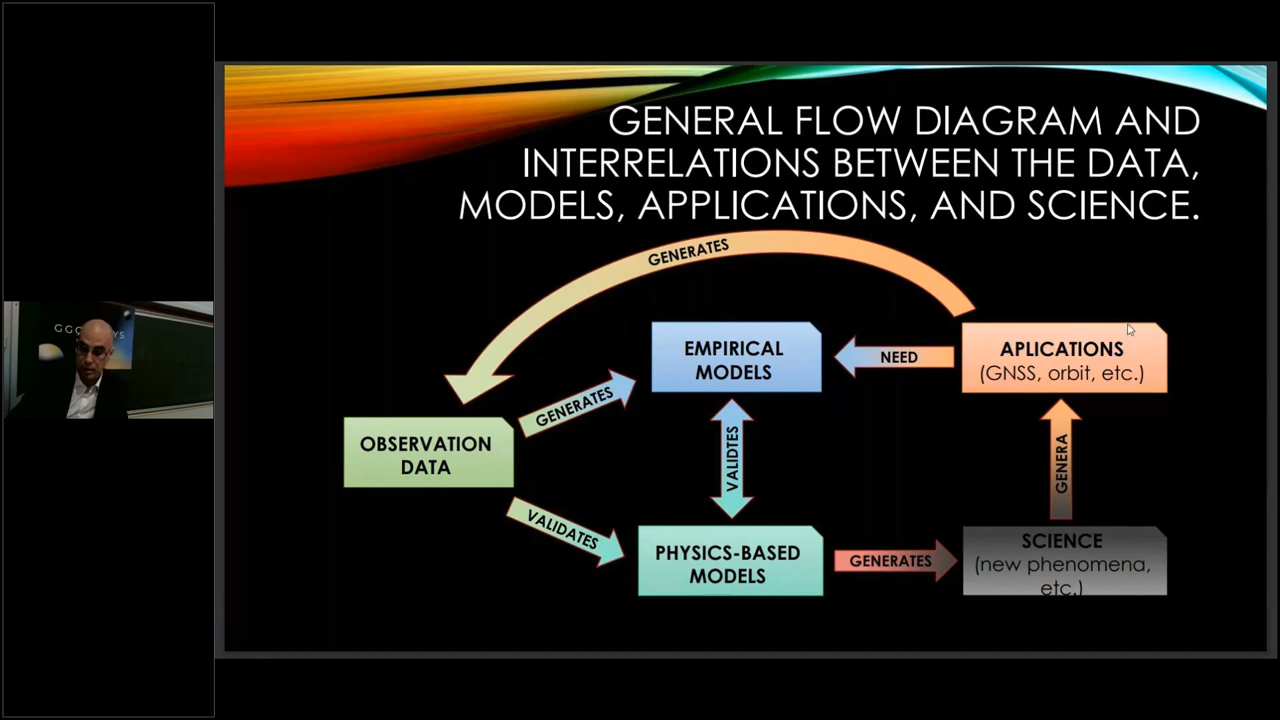 GENERAL FLOW DIAGRAM AND
INTERRELATIONS BETWEEN THE DATA,
MODELS, APPLICATIONS, AND SCIENCE.
GENERATES
EMPIRICAL
MODELS
NEED
APLICATIONS
(GNSS, orbit, etc.)
GENERATES
OBSERVATION
DATA
VALIDTES
GENERA
VALIDATES
PHYSICS-BASED
MODELS
GENERATES
SCIENCE
(new phenomena,
etc.)